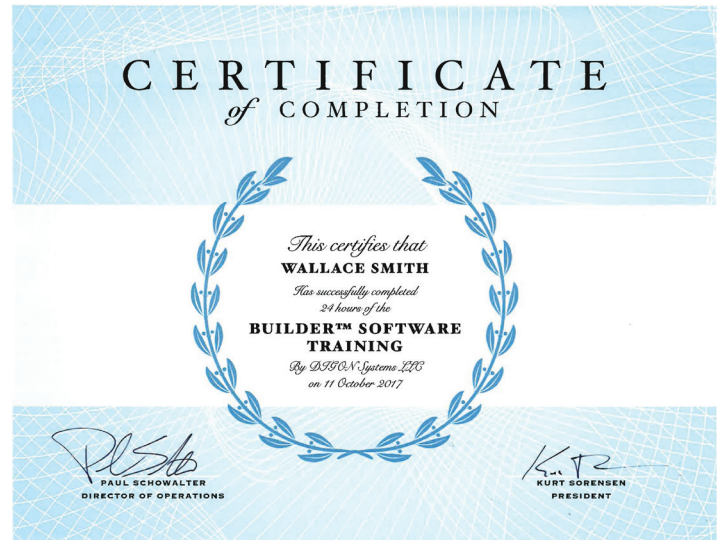 CERTIFICATE
of COMPLETION
This certifies that
WALLACE SMITH
Has successfully completed
24 hours of the
BUILDER™ SOFTWARE
TRAINING
By DIGON Systems LLC
on 11 October 2017
PAUL SCHOWALTER
DIRECTOR OF OPERATIONS
KURT SORENSEN
PRESIDENT